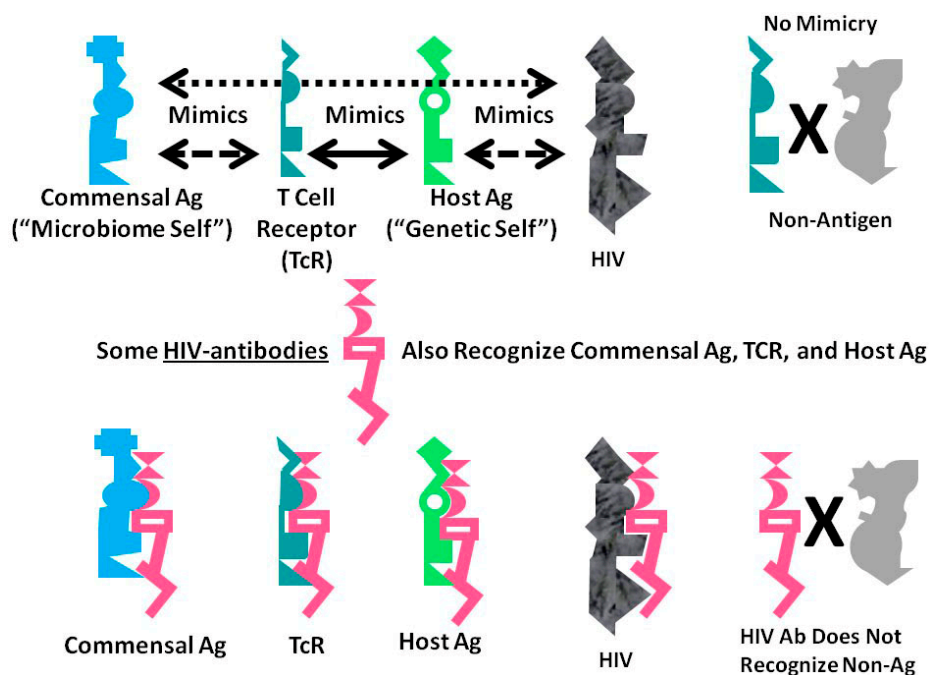 No Mimicry
Mimics
Mimics
Mimics
X
Commensal Ag
(“Microbiome Self”)
T Cell
Receptor
(TcR)
Host Ag
(“Genetic Self”)
HIV
Non-Antigen
Some HIV-antibodies
Also Recognize Commensal Ag, TCR, and Host Ag
X
Commensal Ag
TcR
Host Ag
HIV
HIV Ab Does Not
Recognize Non-Ag